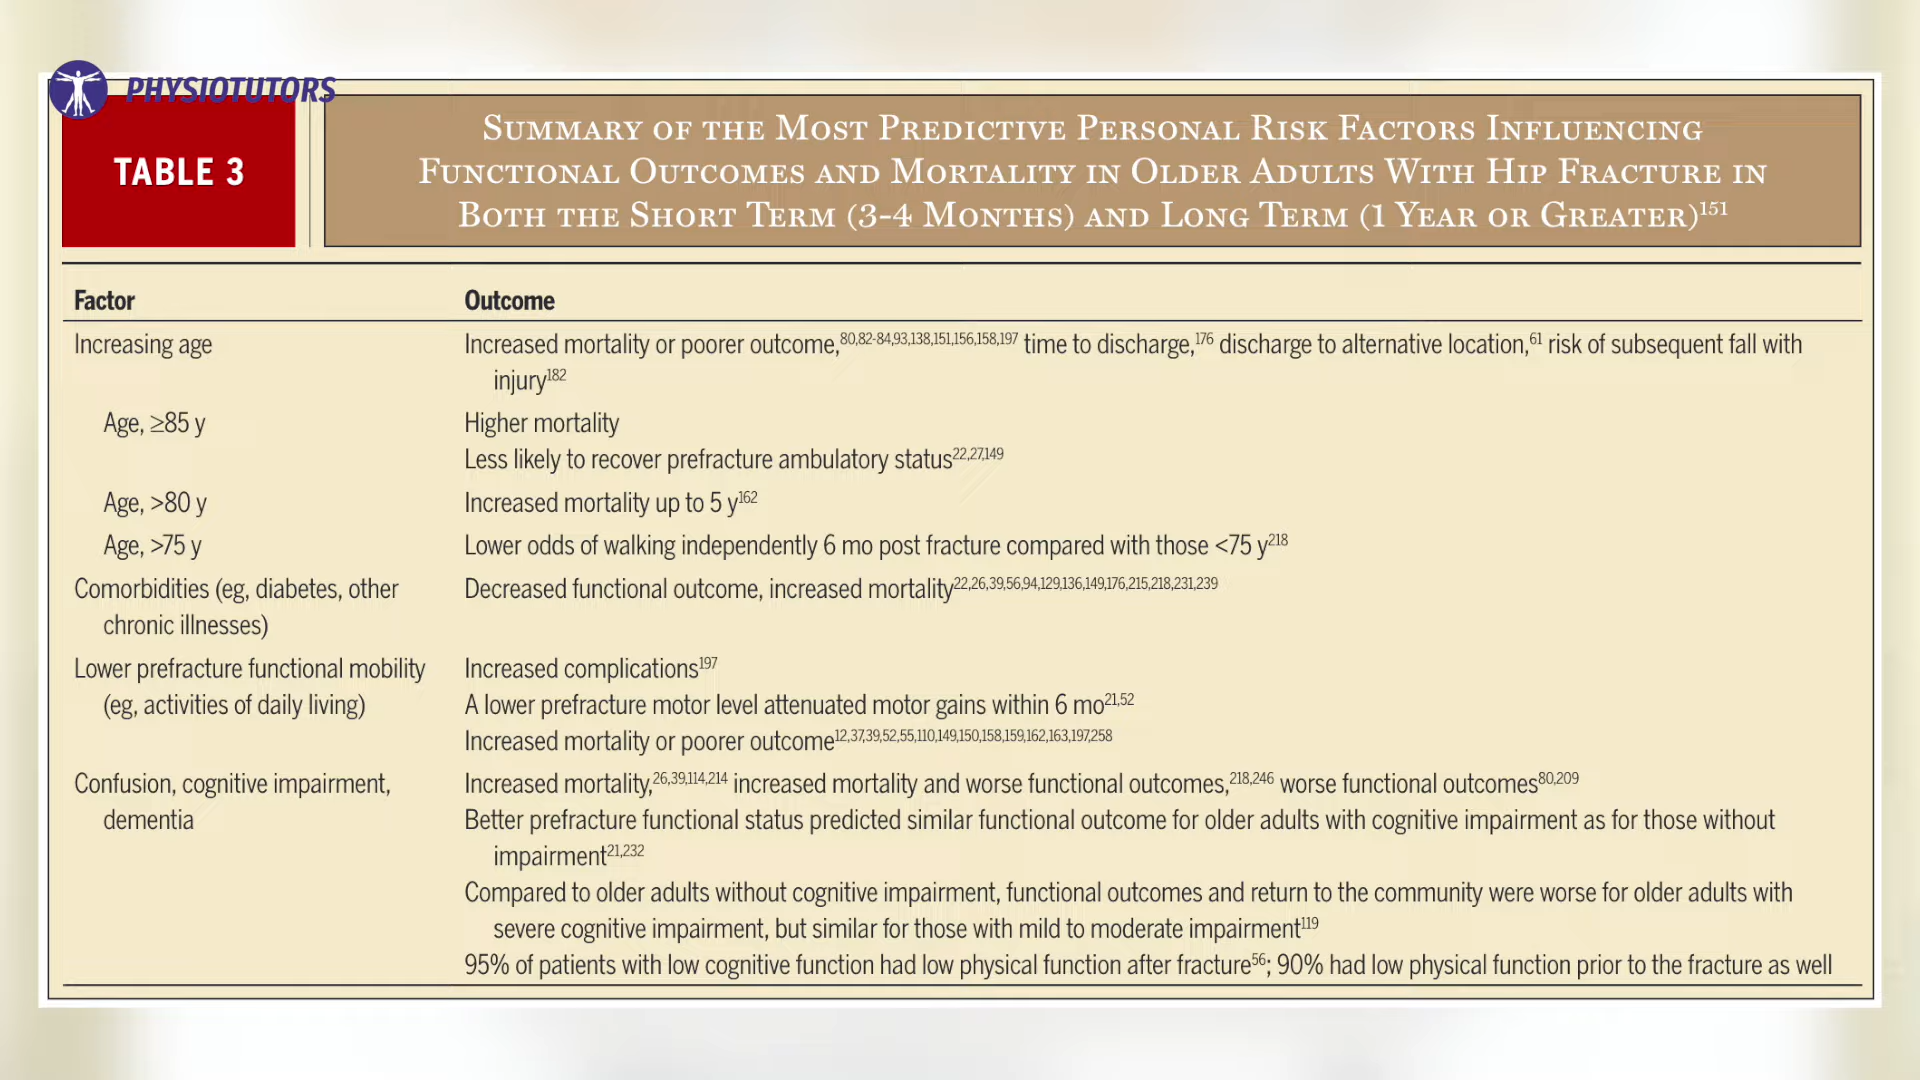 PHYSIOTUTORS
TABLE 3
Summary of the Most Predictive Personal Risk Factors Influencing
Functional Outcomes and Mortality in Older Adults With Hip Fracture in
Both the Short Term (3-4 Months) and Long Term (1 Year or Greater)151
Factor Outcome
Increasing age Increased mortality or poorer outcome,80,82-84,93,138,151,156,158,197 time to discharge,176 discharge to alternative location,61 risk of subsequent fall with
injury182
Age, ≥85 y Higher mortality
Less likely to recover prefracture ambulatory status22,27,149
Age, >80 y Increased mortality up to 5 y162
Age, >75 y Lower odds of walking independently 6 mo post fracture compared with those <75 y218
Comorbidities (eg, diabetes, other Decreased functional outcome, increased mortality22,26,39,56,94,129,136,149,176,215,218,231,239
chronic illnesses)
Lower prefracture functional mobility Increased complications197
(eg, activities of daily living) A lower prefracture motor level attenuated motor gains within 6 mo21,52
Increased mortality or poorer outcome12,37,39,52,55,110,149,150,158,159,162,163,197,258
Confusion, cognitive impairment, Increased mortality,26,39,114,214 increased mortality and worse functional outcomes,218,246 worse functional outcomes80,209
dementia Better prefracture functional status predicted similar functional outcome for older adults with cognitive impairment as for those without
impairment21,232
Compared to older adults without cognitive impairment, functional outcomes and return to the community were worse for older adults with
severe cognitive impairment, but similar for those with mild to moderate impairment119
95% of patients with low cognitive function had low physical function after fracture56; 90% had low physical function prior to the fracture as well